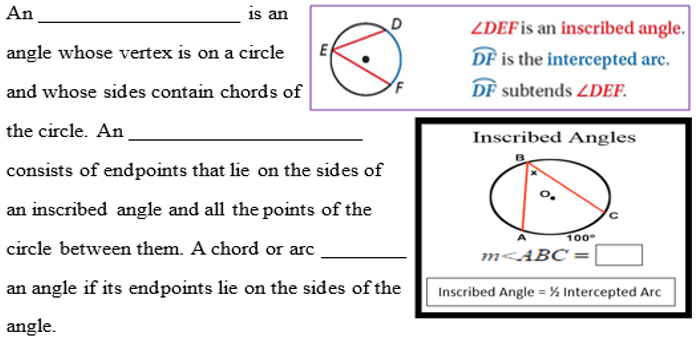 An ____________________ is an
angle whose vertex is on a circle
and whose sides contain chords of
the circle. An ________________________
consists of endpoints that lie on the sides of
an inscribed angle and all the points of the
circle between them. A chord or arc _________
an angle if its endpoints lie on the sides of the
angle.
D
E
F
∠DEF is an inscribed angle.
DF is the intercepted arc.
DF subtends ∠DEF.
Inscribed Angles
B
x
O
C
A
100°
m<ABC =
Inscribed Angle = ½ Intercepted Arc